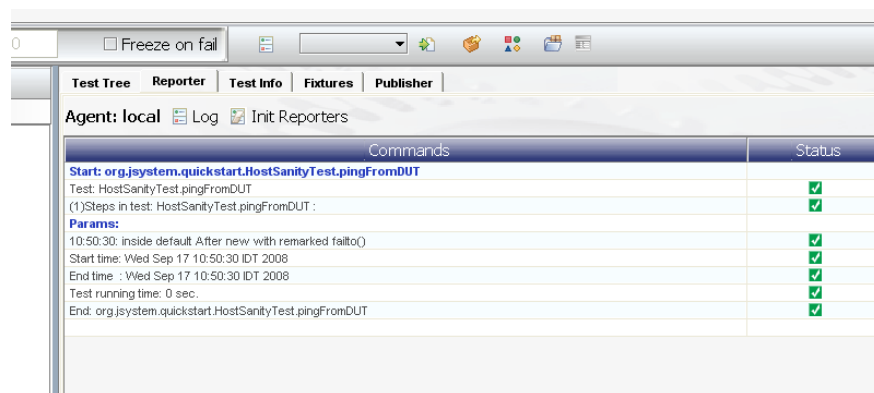 0
Freeze on fail
Test Tree Reporter Test Info Fixtures Publisher
Agent: local Log Init Reporters
Commands Status
Start: org.jsystem.quickstart.HostSanityTest.pingFromDUT
Test: HostSanityTest.pingFromDUT
(1)Steps in test: HostSanityTest.pingFromDUT :
Params:
10:50:30: inside default After new with remarked failto()
Start time: Wed Sep 17 10:50:30 IDT 2008
End time : Wed Sep 17 10:50:30 IDT 2008
Test running time: 0 sec.
End: org.jsystem.quickstart.HostSanityTest.pingFromDUT